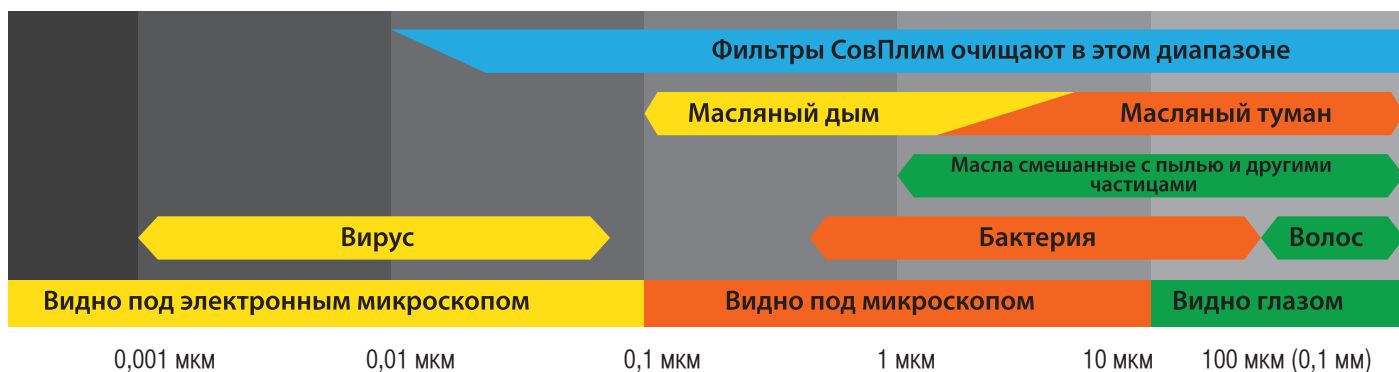 Фильтры СовПлим очищают в этом диапазоне
Масляный дым
Масляный туман
Масла смешанные с пылью и другими
частицами
Вирус
Бактерия
Волос
Видно под электронным микроскопом
Видно под микроскопом
Видно глазом
0,001 мкм
0,01 мкм
0,1 мкм
1 мкм
10 мкм
100 мкм (0,1 мм)